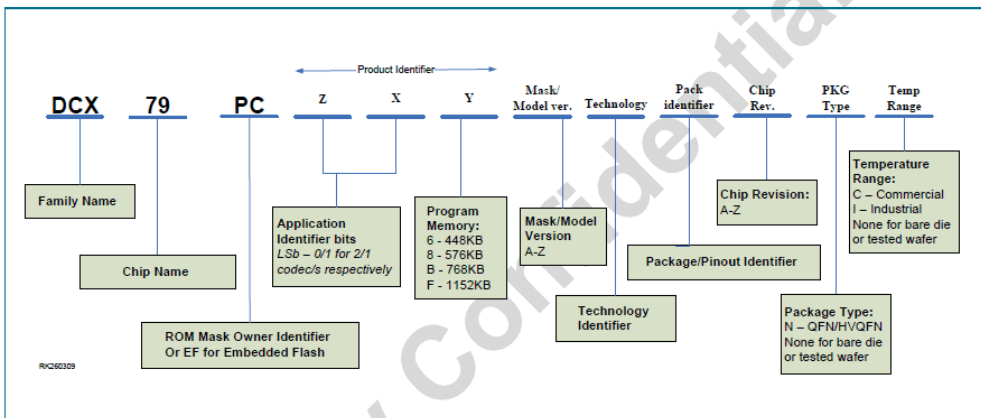 Product Identifier
DCX 79 PC Z X Y Mask/ Model ver. Technology Pack identifier Chip Rev. PKG Type Temp Range
Family Name
Chip Name
ROM Mask Owner Identifier
Or EF for Embedded Flash
Application
Identifier bits
LSb – 0/1 for 2/1
codec/s respectively
Program
Memory:
6 - 448KB
8 - 576KB
B - 768KB
F - 1152KB
Mask/Model
Version
A-Z
Technology
Identifier
Package/Pinout Identifier
Chip Revision:
A-Z
Package Type:
N – QFN/HVQFN
None for bare die
or tested wafer
Temperature
Range:
C – Commercial
I – Industrial
None for bare die
or tested wafer
RK260309
Confidential